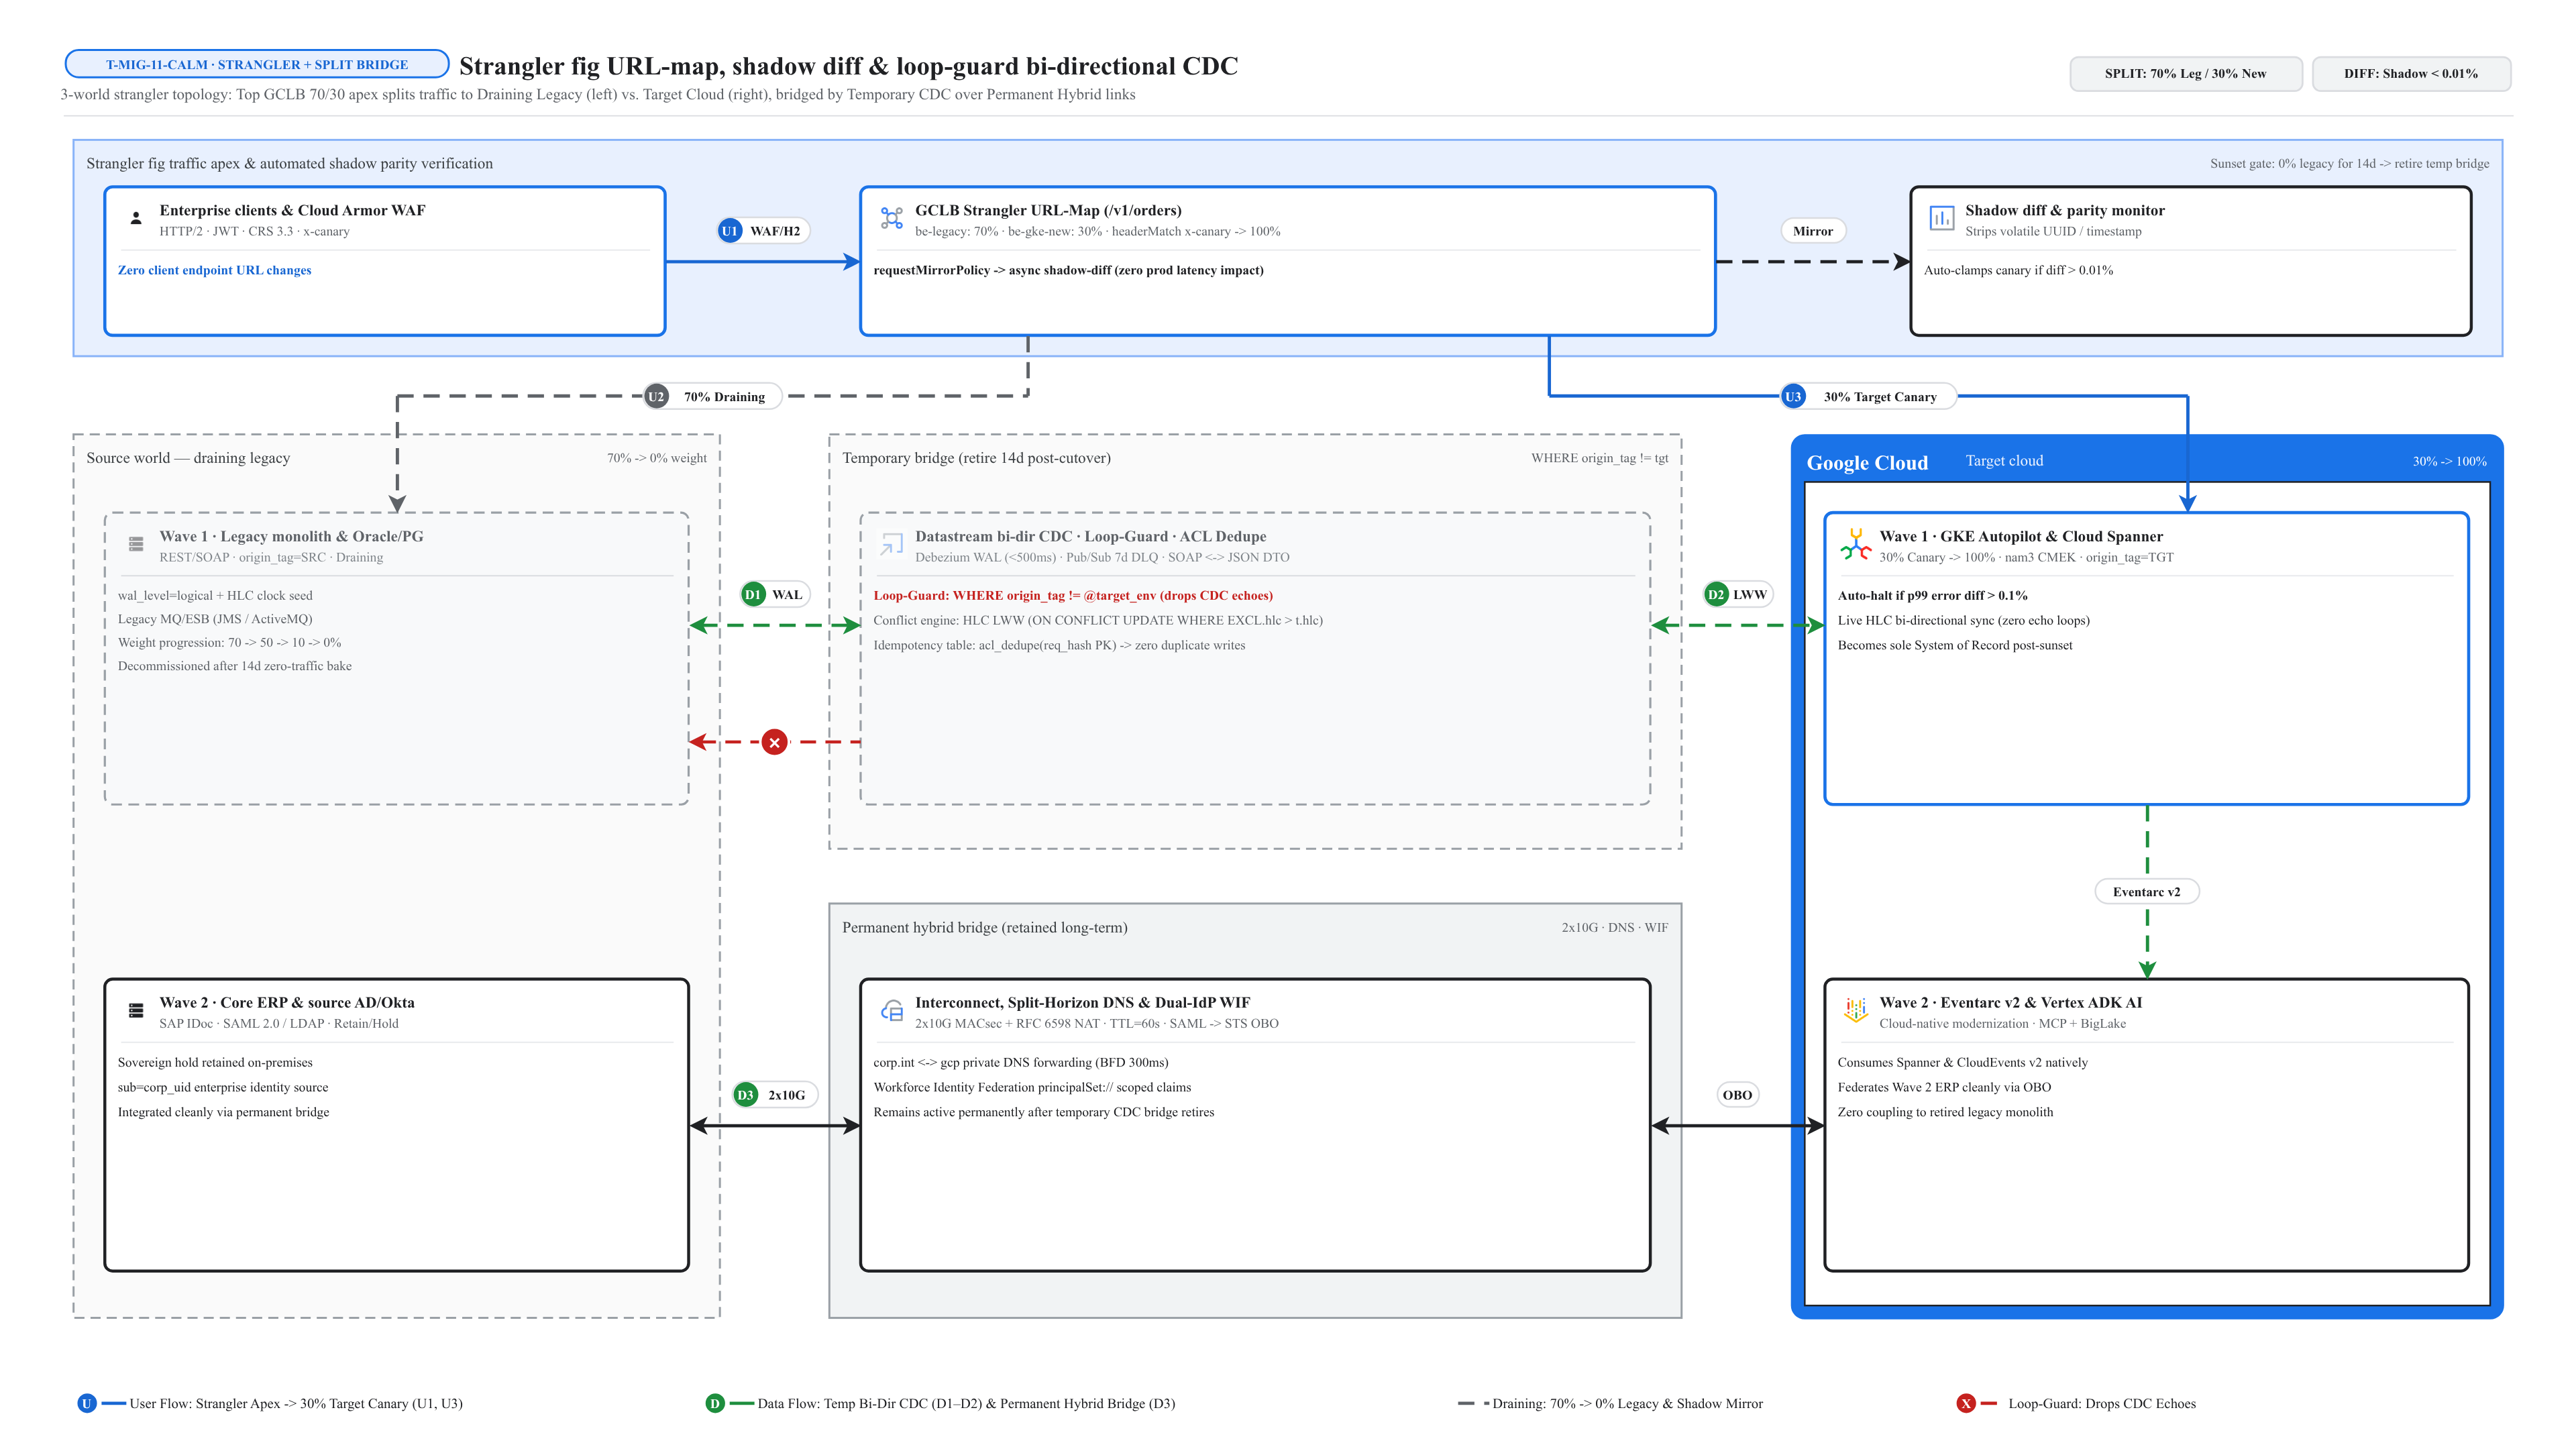 T-MIG-11-CALM · STRANGLER + SPLIT BRIDGE
Strangler fig URL-map, shadow diff & loop-guard bi-directional CDC
3-world strangler topology: Top GCLB 70/30 apex splits traffic to Draining Legacy (left) vs. Target Cloud (right), bridged by Temporary CDC over Permanent Hybrid links
SPLIT: 70% Leg / 30% New
DIFF: Shadow < 0.01%
Strangler fig traffic apex & automated shadow parity verification
Sunset gate: 0% legacy for 14d -> retire temp bridge
Enterprise clients & Cloud Armor WAF
HTTP/2 · JWT · CRS 3.3 · x-canary
Zero client endpoint URL changes
U1 WAF/H2
GCLB Strangler URL-Map (/v1/orders)
be-legacy: 70% · be-gke-new: 30% · headerMatch x-canary -> 100%
requestMirrorPolicy -> async shadow-diff (zero prod latency impact)
Mirror
Shadow diff & parity monitor
Strips volatile UUID / timestamp
Auto-clamps canary if diff > 0.01%
U2 70% Draining
U3 30% Target Canary
Source world — draining legacy
70% -> 0% weight
Wave 1 · Legacy monolith & Oracle/PG
REST/SOAP · origin_tag=SRC · Draining
wal_level=logical + HLC clock seed
Legacy MQ/ESB (JMS / ActiveMQ)
Weight progression: 70 -> 50 -> 10 -> 0%
Decommissioned after 14d zero-traffic bake
D1 WAL
×
Temporary bridge (retire 14d post-cutover)
WHERE origin_tag != tgt
Datastream bi-dir CDC · Loop-Guard · ACL Dedupe
Debezium WAL (<500ms) · Pub/Sub 7d DLQ · SOAP <-> JSON DTO
Loop-Guard: WHERE origin_tag != @target_env (drops CDC echoes)
Conflict engine: HLC LWW (ON CONFLICT UPDATE WHERE EXCL.hlc > t.hlc)
Idempotency table: acl_dedupe(req_hash PK) -> zero duplicate writes
D2 LWW
Google Cloud
Target cloud
30% -> 100%
Wave 1 · GKE Autopilot & Cloud Spanner
30% Canary -> 100% · nam3 CMEK · origin_tag=TGT
Auto-halt if p99 error diff > 0.1%
Live HLC bi-directional sync (zero echo loops)
Becomes sole System of Record post-sunset
Eventarc v2
Wave 2 · Core ERP & source AD/Okta
SAP IDoc · SAML 2.0 / LDAP · Retain/Hold
Sovereign hold retained on-premises
sub=corp_uid enterprise identity source
Integrated cleanly via permanent bridge
D3 2x10G
Permanent hybrid bridge (retained long-term)
2x10G · DNS · WIF
Interconnect, Split-Horizon DNS & Dual-IdP WIF
2x10G MACsec + RFC 6598 NAT · TTL=60s · SAML -> STS OBO
corp.int <-> gcp private DNS forwarding (BFD 300ms)
Workforce Identity Federation principalSet:// scoped claims
Remains active permanently after temporary CDC bridge retires
OBO
Wave 2 · Eventarc v2 & Vertex ADK AI
Cloud-native modernization · MCP + BigLake
Consumes Spanner & CloudEvents v2 natively
Federates Wave 2 ERP cleanly via OBO
Zero coupling to retired legacy monolith
U User Flow: Strangler Apex -> 30% Target Canary (U1, U3)
D Data Flow: Temp Bi-Dir CDC (D1–D2) & Permanent Hybrid Bridge (D3)
Draining: 70% -> 0% Legacy & Shadow Mirror
X Loop-Guard: Drops CDC Echoes